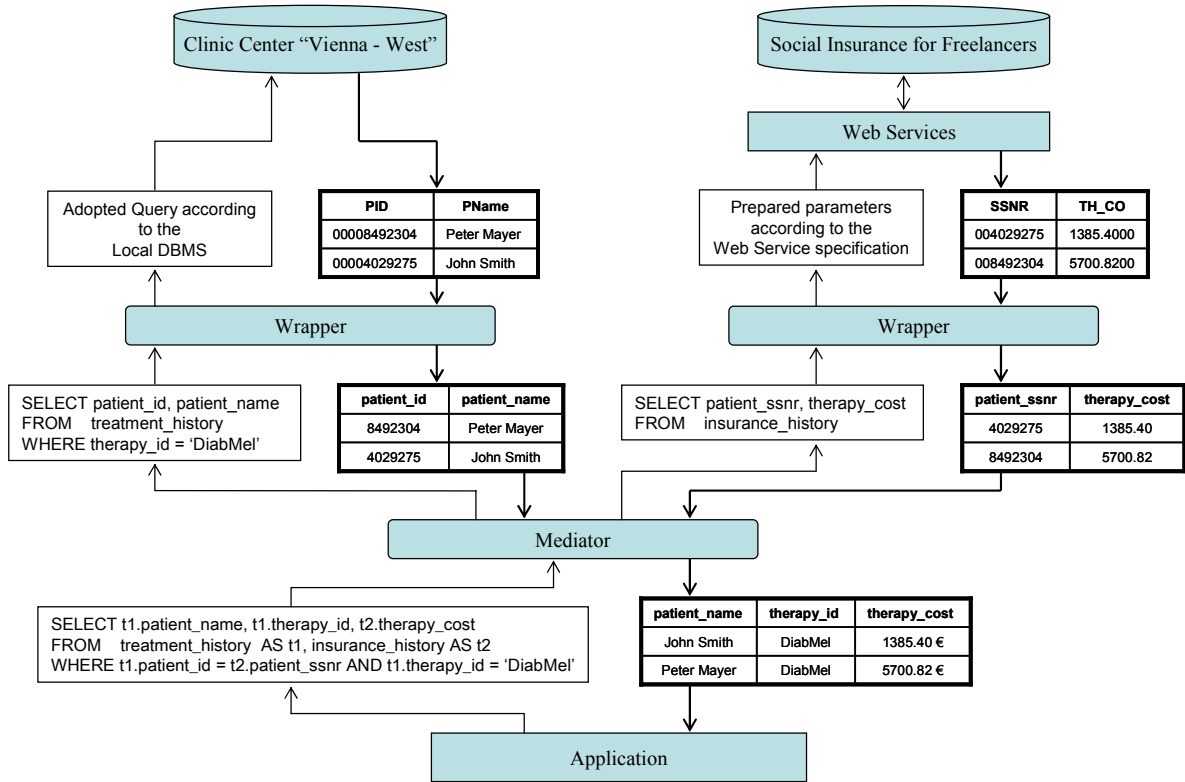 Clinic Center “Vienna - West”
Social Insurance for Freelancers
Web Services
Adopted Query according
to the
Local DBMS
PID PName
00008492304 Peter Mayer
00004029275 John Smith
Prepared parameters
according to the
Web Service specification
SSNR TH_CO
004029275 1385.4000
008492304 5700.8200
Wrapper
Wrapper
SELECT patient_id, patient_name
FROM treatment_history
WHERE therapy_id = ‘DiabMel’
patient_id patient_name
8492304 Peter Mayer
4029275 John Smith
SELECT patient_ssnr, therapy_cost
FROM insurance_history
patient_ssnr therapy_cost
4029275 1385.40
8492304 5700.82
Mediator
SELECT t1.patient_name, t1.therapy_id, t2.therapy_cost
FROM treatment_history AS t1, insurance_history AS t2
WHERE t1.patient_id = t2.patient_ssnr AND t1.therapy_id = ‘DiabMel’
patient_name therapy_id therapy_cost
John Smith DiabMel 1385.40 €
Peter Mayer DiabMel 5700.82 €
Application